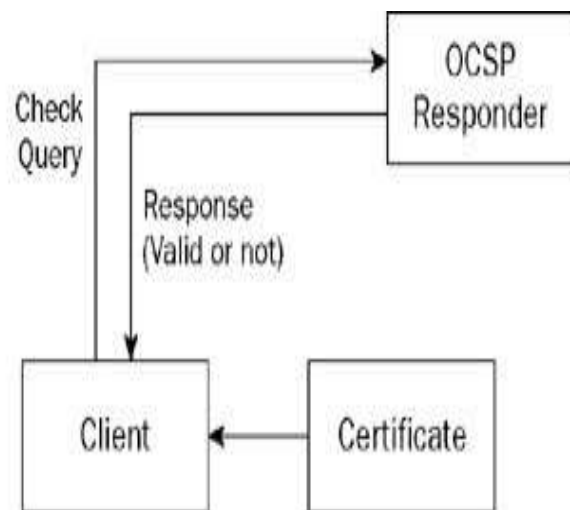 OCSP
Responder
Check
Query
Response
(Valid or not)
Client
Certificate